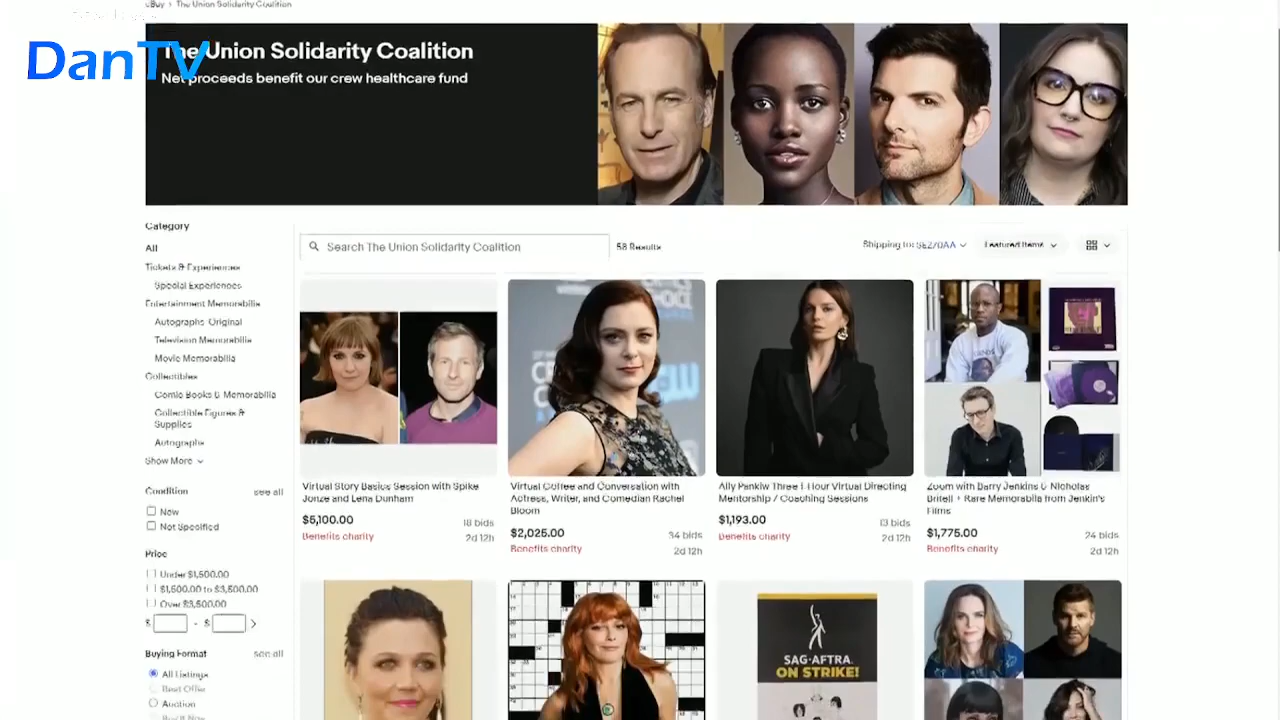 eBuy > The Union Solidarity Coalition
DanTV
The Union Solidarity Coalition
Net proceeds benefit our crew healthcare fund
Category
All
Tickets & Experiences
Special Experiences
Entertainment Memorabilia
Autographs-Original
Television Memorabilia
Movie Memorabilia
Collectibles
Comic Books & Memorabilia
Collectible Figures &
Supplies
Autographs
Show More
Condition
see all
New
Not Specified
Price
Under $1,500.00
$1,500.00 to $3,500.00
Over $3,500.00
$ - $
Buying Format
see all
All Listings
Best Offer
Auction
Search The Union Solidarity Coalition
58 Results
Shipping to: SE270AA
Featured Items
Virtual Story Basics Session with Spike
Jonze and Lena Dunham
$5,100.00
18 bids
Benefits charity
2d 12h
Virtual Coffee and Conversation with
Actress, Writer, and Comedian Rachel
Bloom
$2,025.00
34 bids
Benefits charity
2d 12h
Ally Pankiw Three 1-Hour Virtual Directing
Mentorship / Coaching Sessions
$1,193.00
13 bids
Benefits charity
2d 12h
Zoom with Barry Jenkins & Nicholas
Britell + Rare Memorabilia from Jenkin's
Films
$1,775.00
24 bids
Benefits charity
2d 12h
SAG-AFTRA
ON STRIKE!